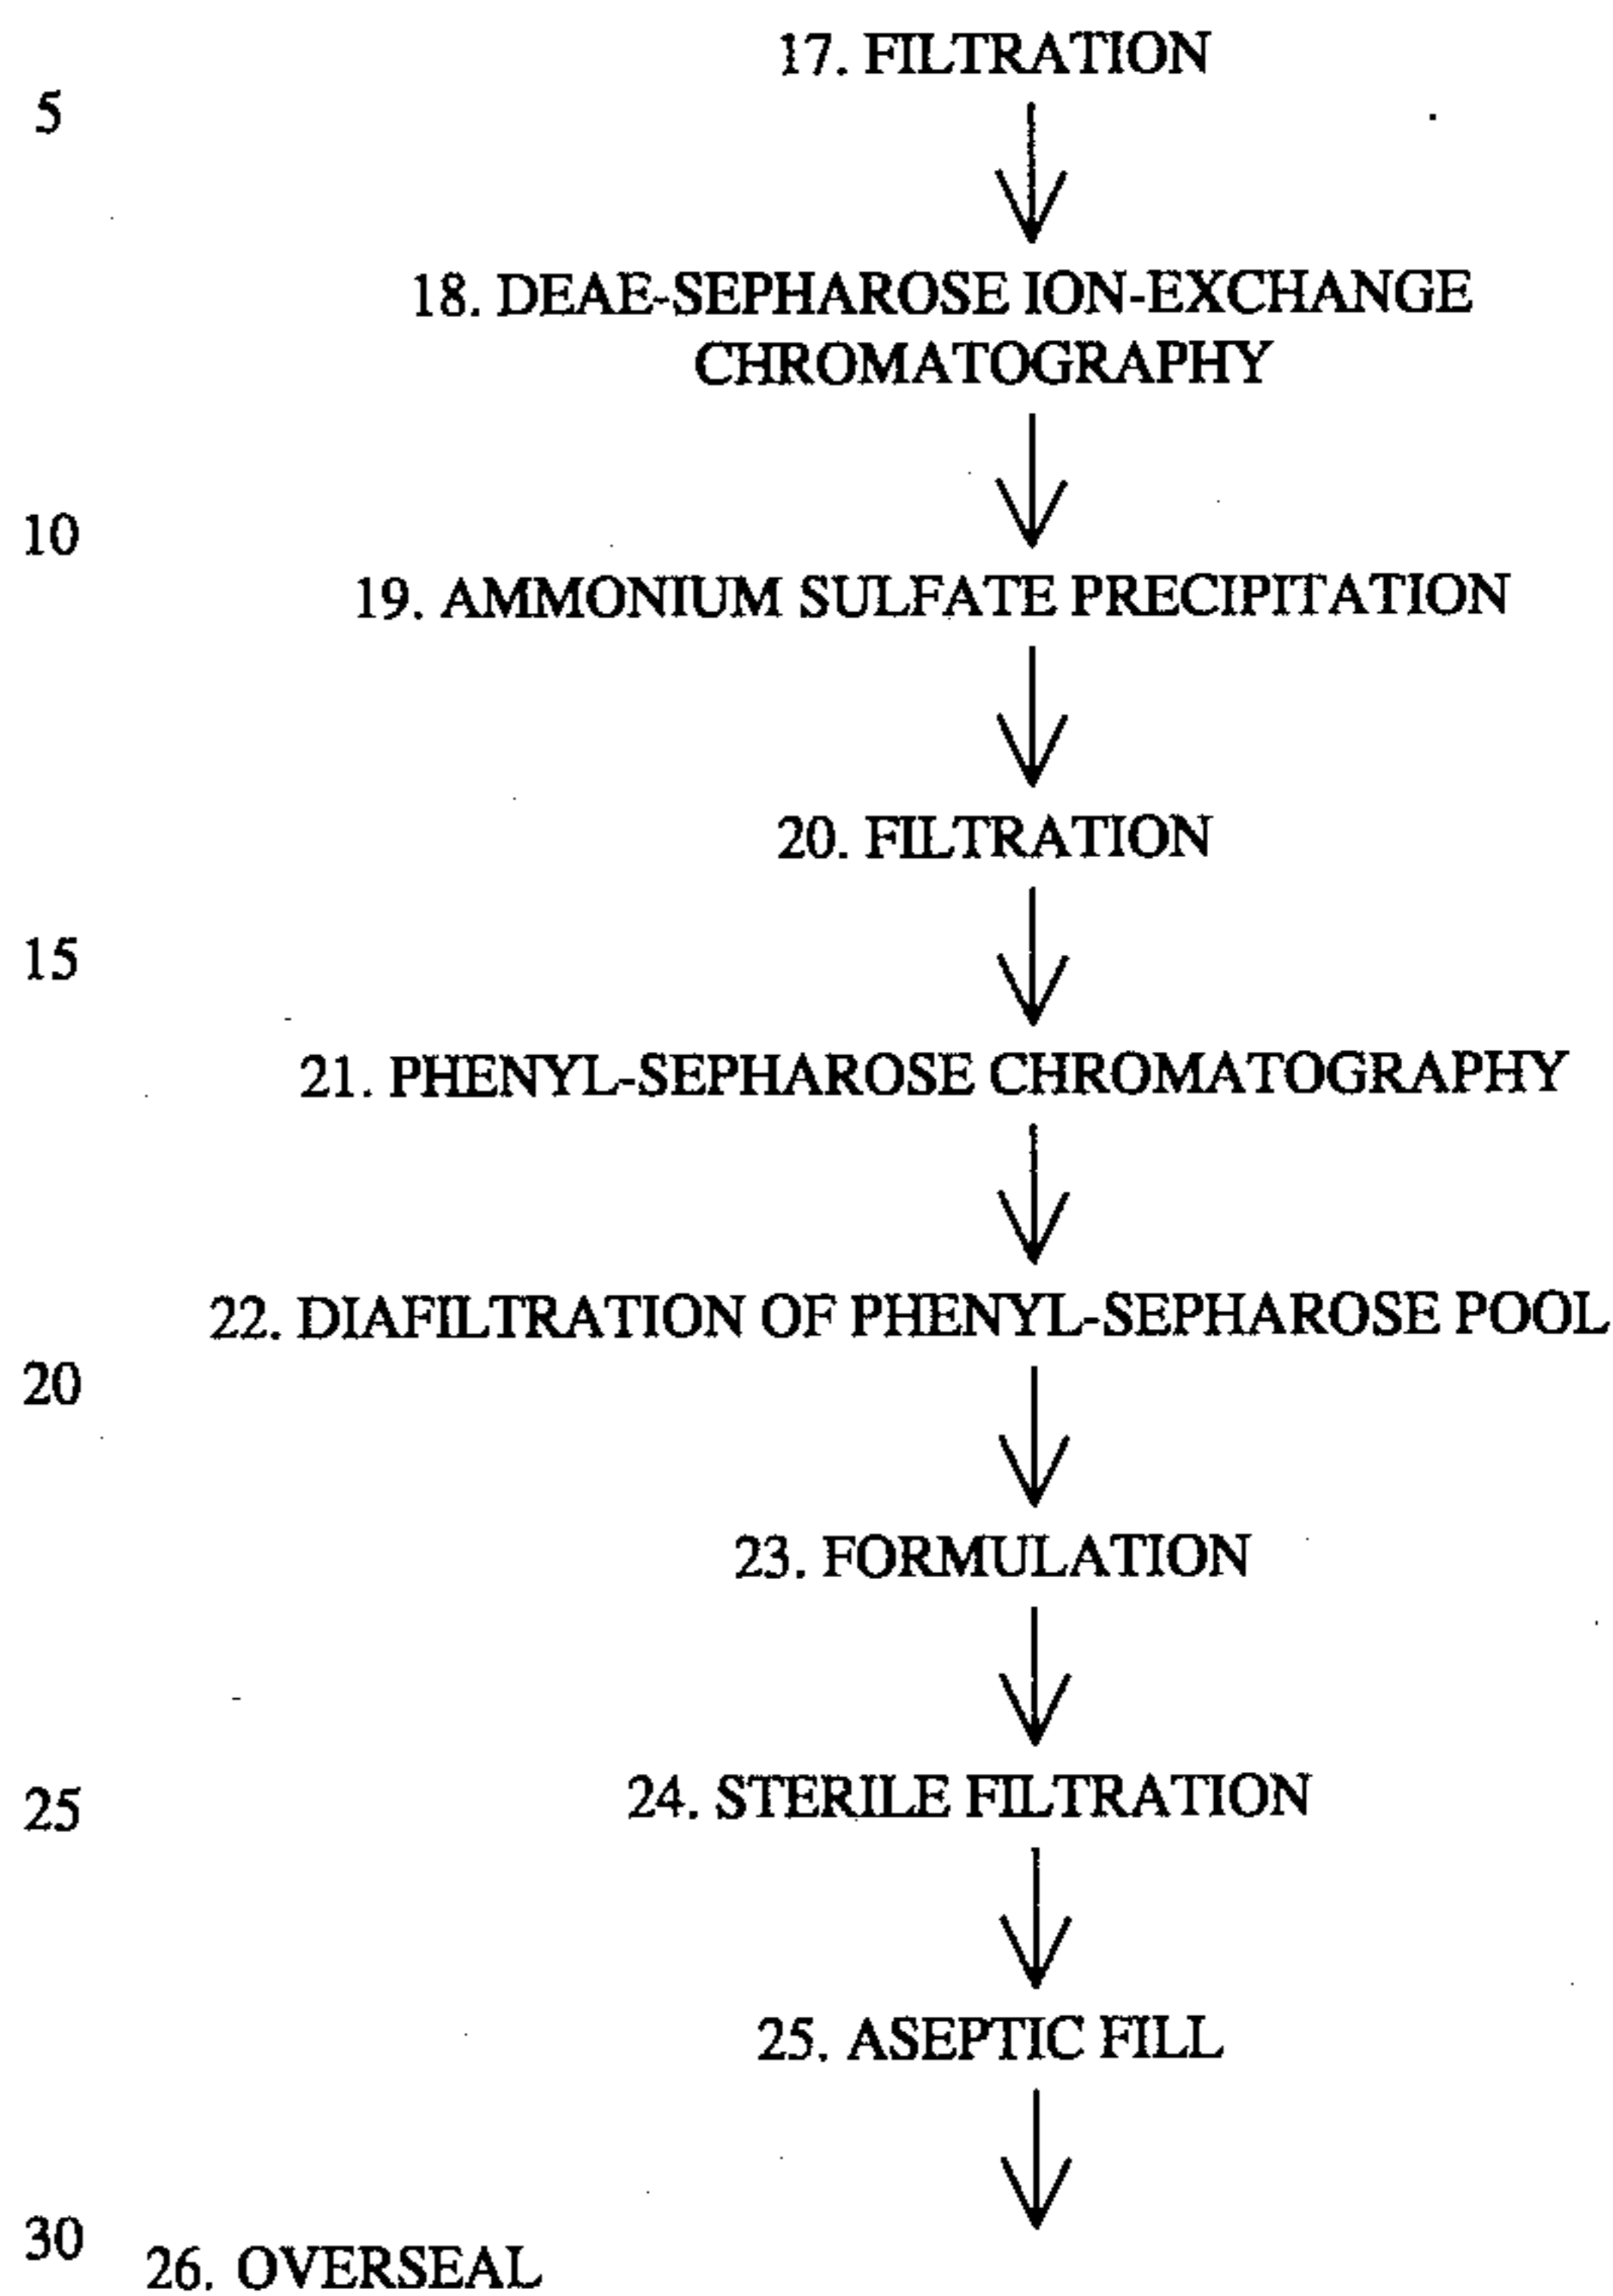 17. FILTRATION
5
18. DEAE-SEPHAROSE ION-EXCHANGE
CHROMATOGRAPHY
10
19. AMMONIUM SULFATE PRECIPITATION
20. FILTRATION
15
21. PHENYL-SEPHAROSE CHROMATOGRAPHY
22. DIAFILTRATION OF PHENYL-SEPHAROSE POOL
20
23. FORMULATION
24. STERILE FILTRATION
25
25. ASEPTIC FILL
30
26. OVERSEAL